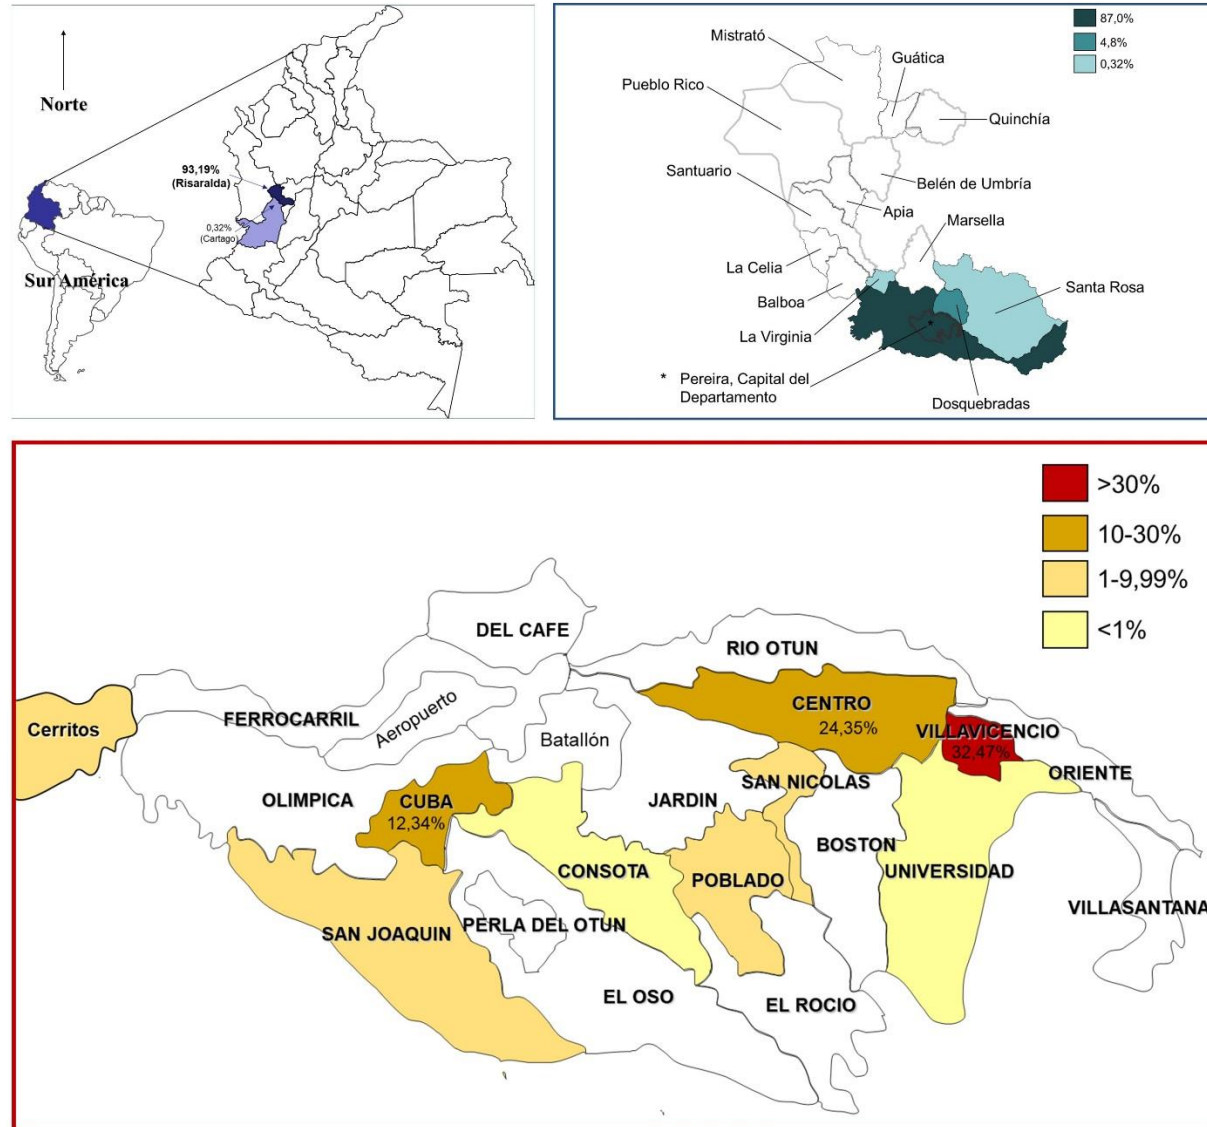 Norte
93,19%
(Risaralda)
0,32%
(Cartago)
Sur América
87,0%
4,8%
0,32%
Mistrató
Guática
Pueblo Rico
Quinchía
Santuario
Belén de Umbría
Apia
Marsella
La Celia
Balboa
Santa Rosa
La Virginia
* Pereira, Capital del
Departamento
*
Dosquebradas
>30%
10-30%
1-9,99%
<1%
DEL CAFE
RIO OTUN
CENTRO
24,35%
Cerritos
FERROCARRIL
Aeropuerto
Batallón
VILLAVICENCIO
32,47%
ORIENTE
SAN NICOLAS
OLIMPICA
CUBA
12,34%
JARDIN
BOSTON
CONSOTA
POBLADO
UNIVERSIDAD
VILLASANTANA
SAN JOAQUIN
PERLA DEL OTUN
EL OSO
EL ROCIO